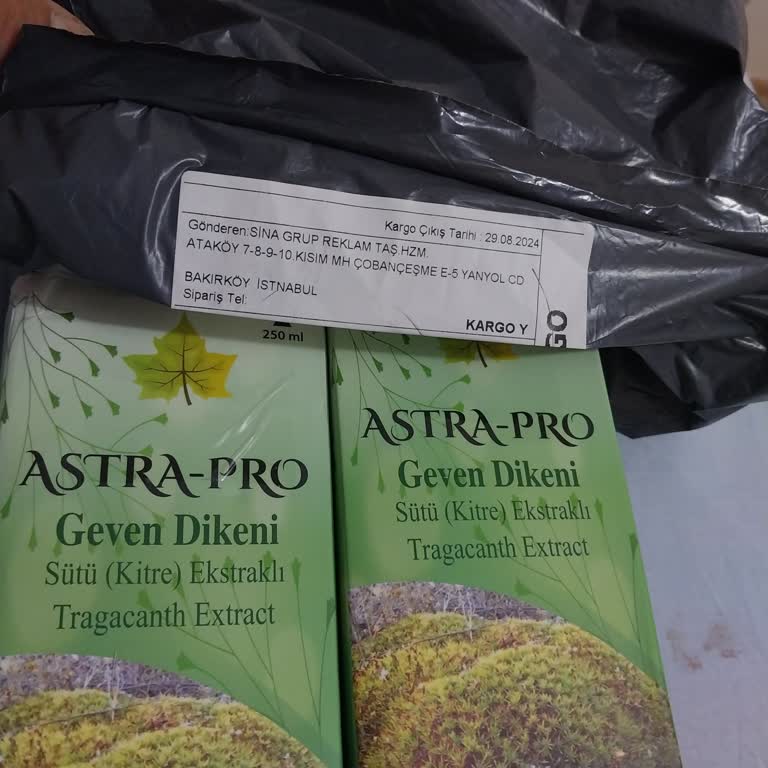 Kargo Çıkış Tarihi : 29.08.2024
Gönderen:SİNA GRUP REKLAM TAŞ.HZM.
ATAKÖY 7-8-9-10.KISIM MH ÇOBANÇEŞME E-5 YANYOL CD
BAKIRKÖY İSTNABUL
Sipariş Tel:
KARGO Y
GO
250 ml
ASTRA-PRO
Geven Dikeni
Sütü (Kitre) Ekstraklı
Tragacanth Extract
ASTRA-PRO
Geven Dikeni
Sütü (Kitre) Ekstraklı
Tragacanth Extract